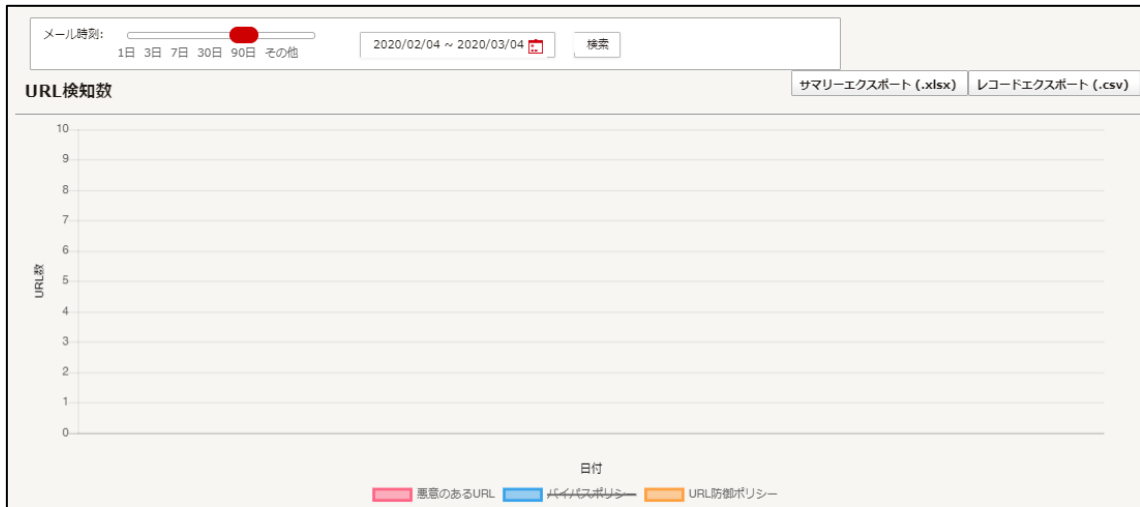 メール時刻:
1日 3日 7日 30日 90日 その他
2020/02/04 ~ 2020/03/04
検索
URL検知数
サマリーエクスポート (.xlsx)
レコードエクスポート (.csv)
10
9
8
7
6
5
4
3
2
1
0
URL数
日付
悪意のあるURL バイパスポリシー URL防御ポリシー